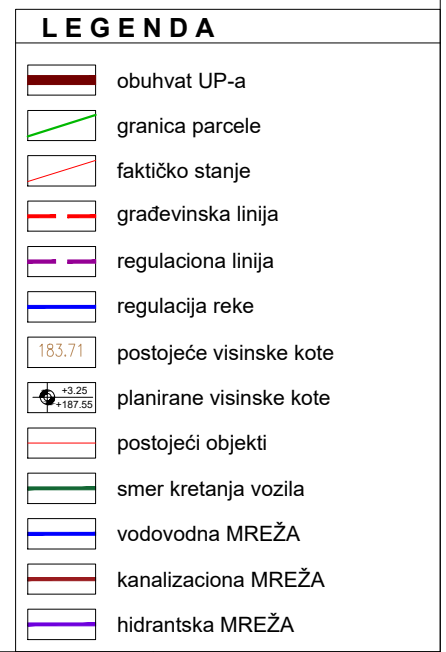 LEGENDA
obuhvat UP-a
granica parcele
faktičko stanje
građevinska linija
regulaciona linija
regulacija reke
183.71 postojeće visinske kote
+3.25
+187.55 planirane visinske kote
postojeći objekti
smer kretanja vozila
vodovodna MREŽA
kanalizaciona MREŽA
hidrantska MREŽA